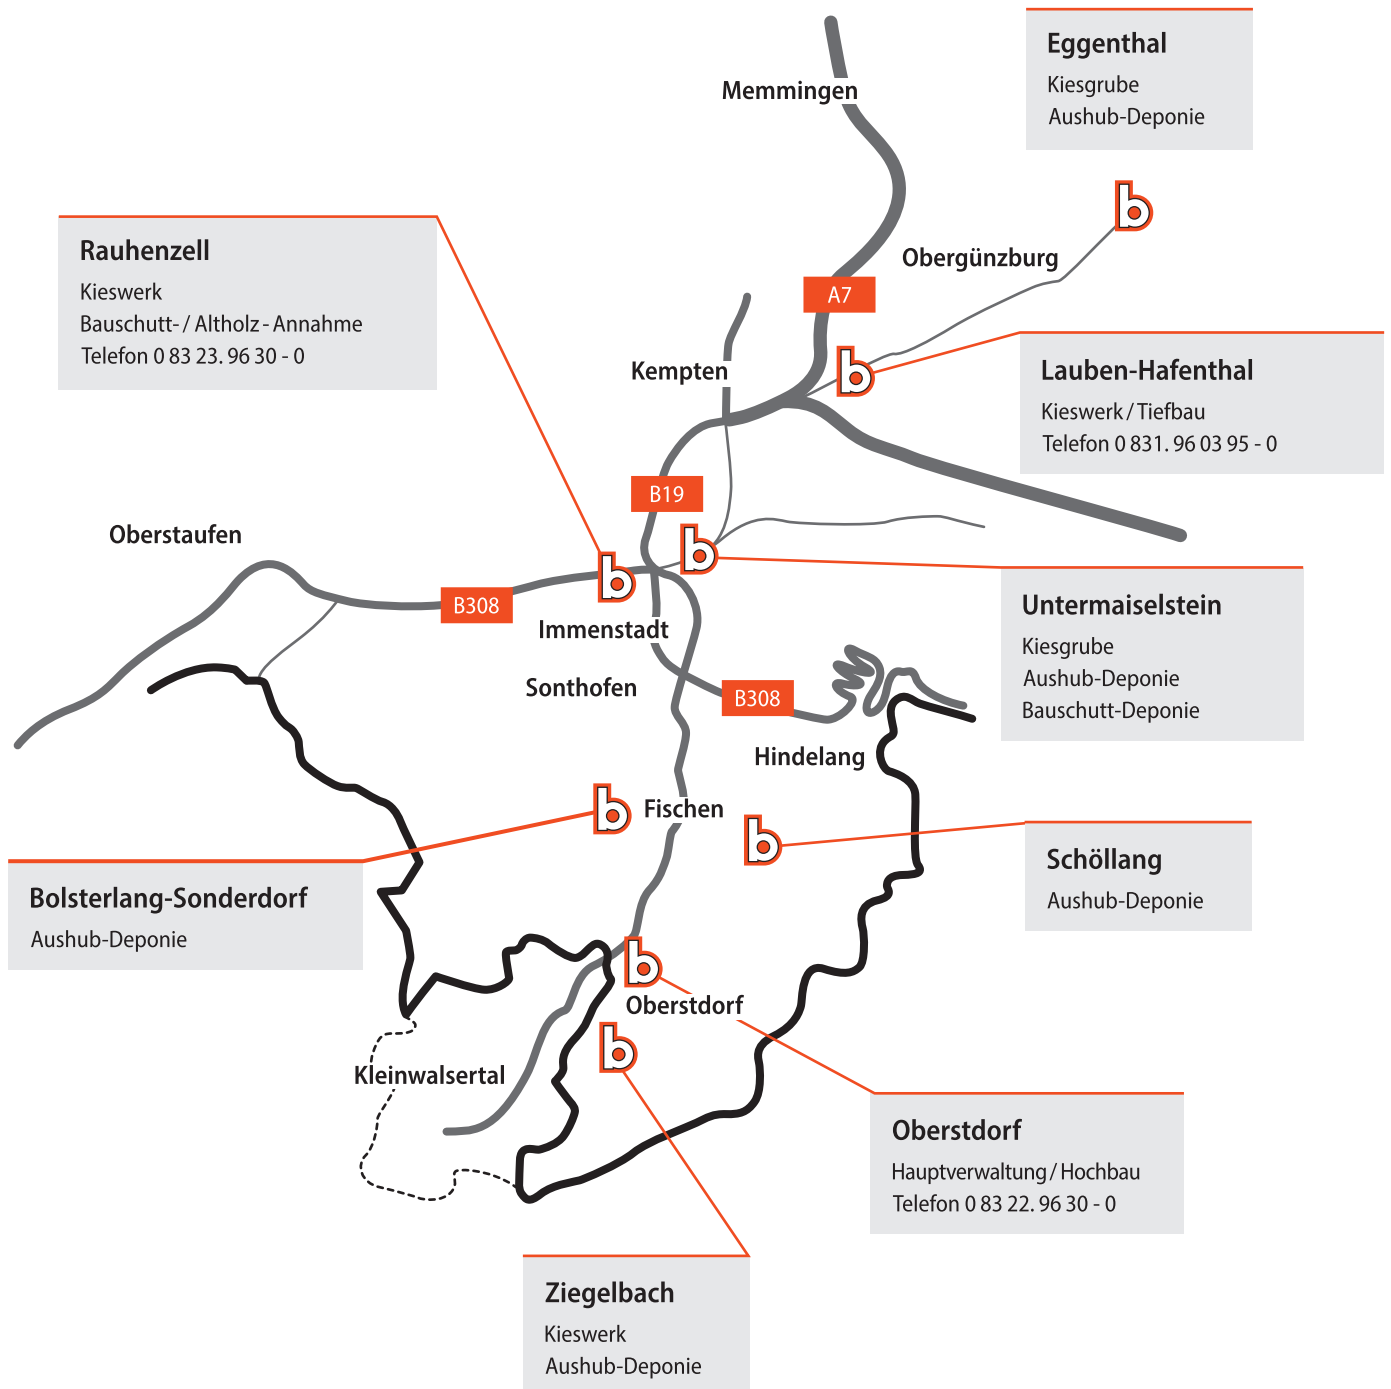 Eggenthal
Kiesgrube
Aushub-Deponie
Memmingen
Rauhenzell
Kieswerk
Bauschutt- / Altholz - Annahme
Telefon 0 83 23. 96 30 - 0
Obergünzburg
A7
Kempten
Lauben-Hafenthal
Kieswerk / Tiefbau
Telefon 0 831. 96 03 95 - 0
B19
Oberstaufen
B308
Immenstadt
Untermaiselstein
Kiesgrube
Aushub-Deponie
Bauschutt-Deponie
Sonthofen
B308
Hindelang
Fischen
Schöllang
Aushub-Deponie
Bolsterlang-Sonderdorf
Aushub-Deponie
Oberstdorf
Kleinwalsertal
Oberstdorf
Hauptverwaltung / Hochbau
Telefon 0 83 22. 96 30 - 0
Ziegelbach
Kieswerk
Aushub-Deponie